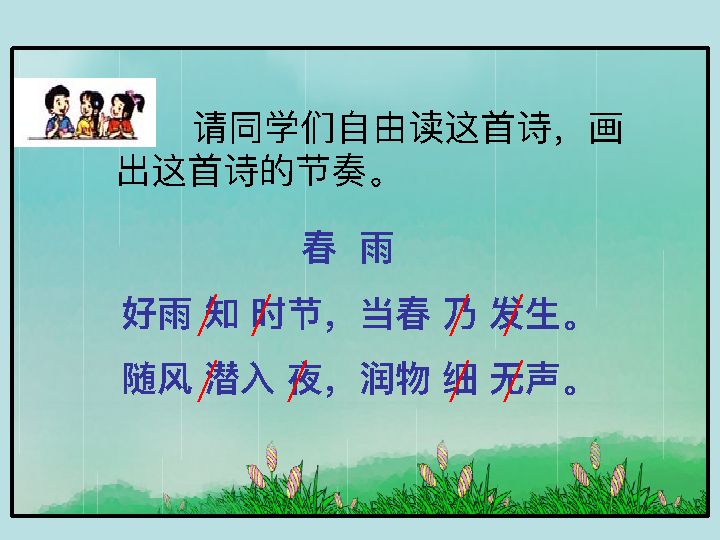 请同学们自由读这首诗，画
出这首诗的节奏。
春 雨
好雨/知/时节，当春/乃/发生。
随风/潜入/夜，润物/细/无声。